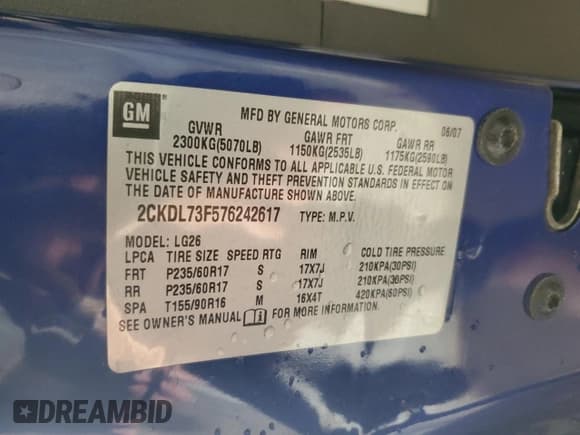 GM
MFD BY GENERAL MOTORS CORP. 06/07
GVWR GAWR FRT GAWR RR
2300KG(5070LB) 1150KG(2535LB) 1175KG(2590LB)
THIS VEHICLE CONFORMS TO ALL APPLICABLE U.S. FEDERAL MOTOR
VEHICLE SAFETY AND THEFT PREVENTION STANDARDS IN EFFECT ON
THE DATE OF MANUFACTURE SHOWN ABOVE.
2CKDL73F576242617 TYPE: M.P.V.
MODEL: LG26
LPCA TIRE SIZE SPEED RTG RIM COLD TIRE PRESSURE
FRT P235/60R17 S 17X7J 210KPA(30PSI)
RR P235/60R17 S 17X7J 210KPA(30PSI)
SPA T155/90R16 M 16X4T 420KPA(60PSI)
SEE OWNER'S MANUAL i FOR MORE INFORMATION.
DREAMBID